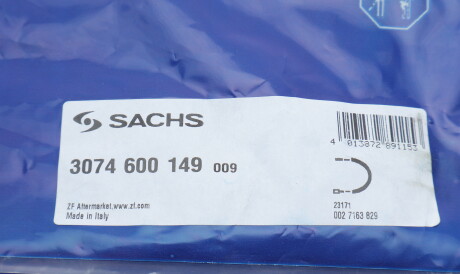 SACHS
4 013872 891153
3074 600 149 009
ZF Aftermarket,www.zf.com
Made in Italy
23171
002 7163 829